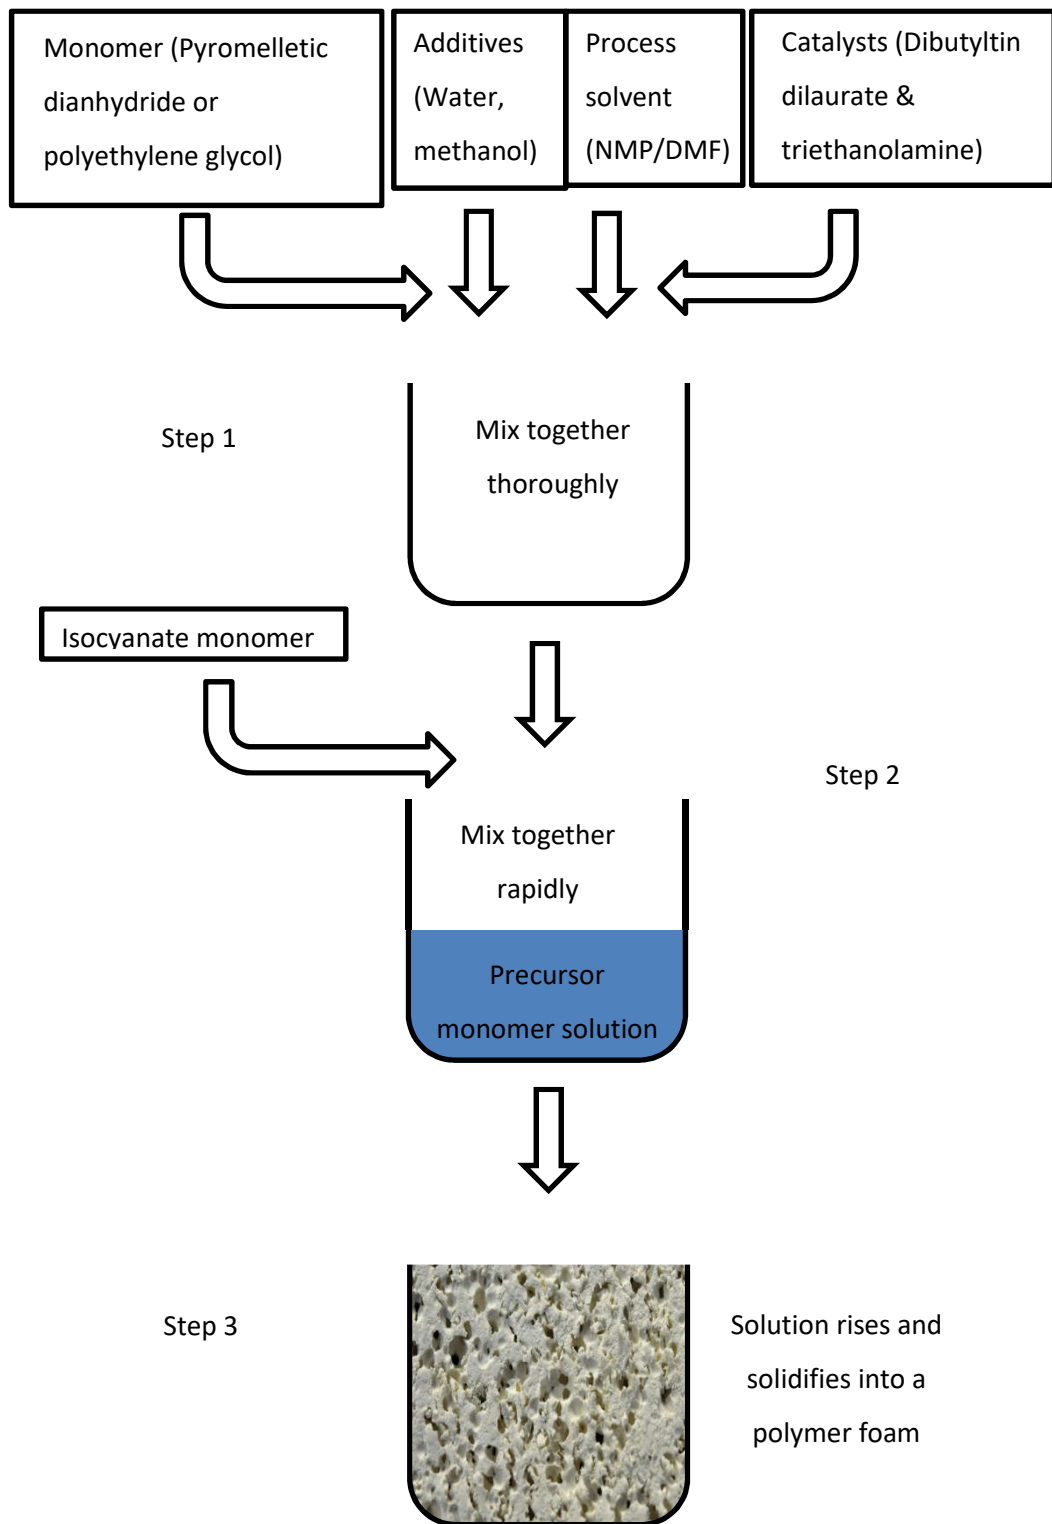 Monomer (Pyromelletic
dianhydride or
polyethylene glycol)
Additives
(Water,
methanol)
Process
solvent
(NMP/DMF)
Catalysts (Dibutyltin
dilaurate &
triethanolamine)
Step 1
Mix together
thoroughly
Isocyanate monomer
Step 2
Mix together
rapidly
Precursor
monomer solution
Step 3
Solution rises and
solidifies into a
polymer foam